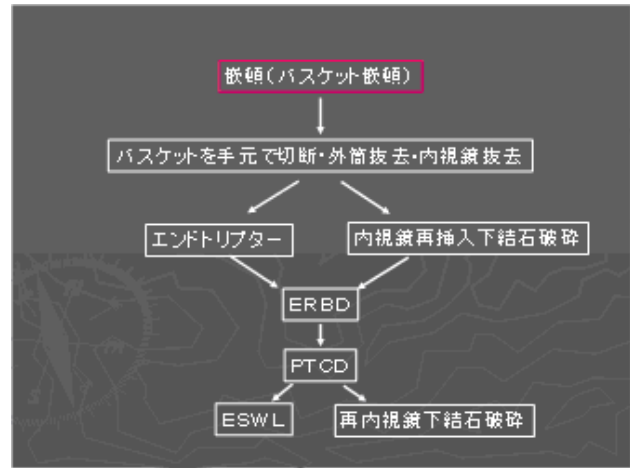 嵌頓(バスケット嵌頓)
バスケットを手元で切断・外筒抜去・内視鏡抜去
エンドトリプター
内視鏡再挿入下結石破砕
ERBD
PTCD
ESWL
再内視鏡下結石破砕